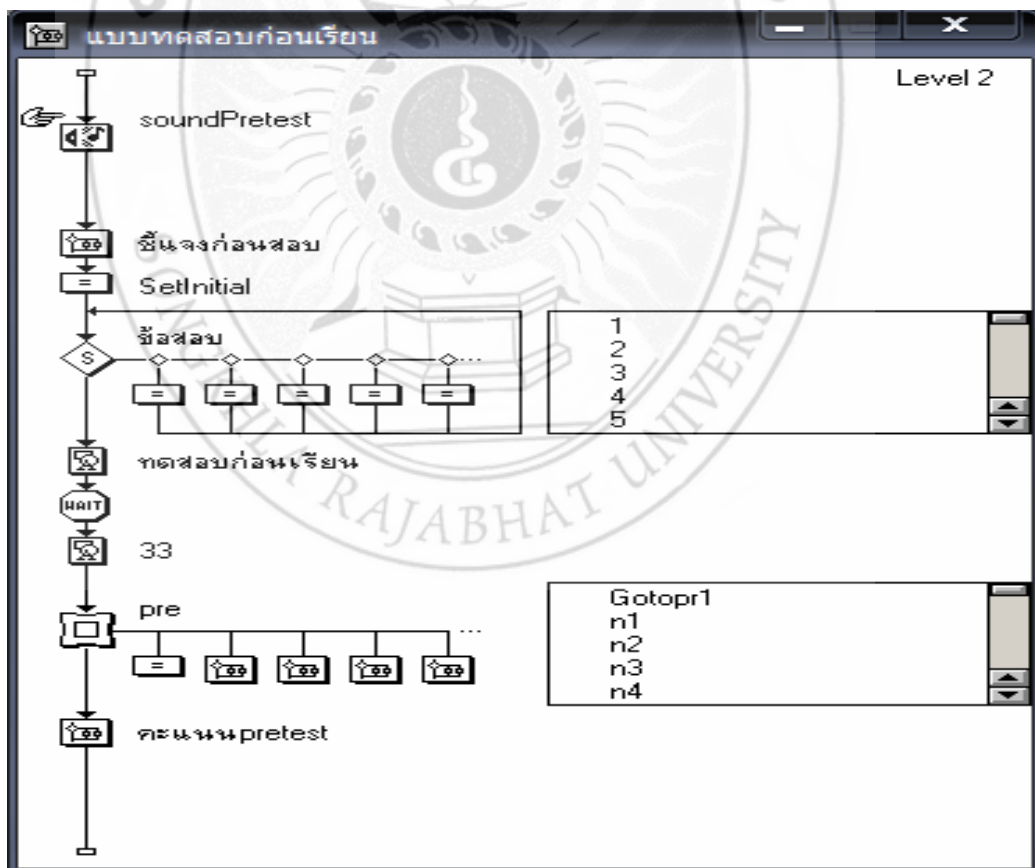 แบบทดสอบก่อนเรียน
Level 2
soundPretest
ชี้แจงก่อนสอบ
SetInitial
ข้อสอบ
S
=
=
=
=
=
=
1
2
3
4
5
ทดสอบก่อนเรียน
WAIT
33
pre
=
Gotopr1
n1
n2
n3
n4
คะแนนpretest
SONGKHLA RAJABHAT UNIVERSITY